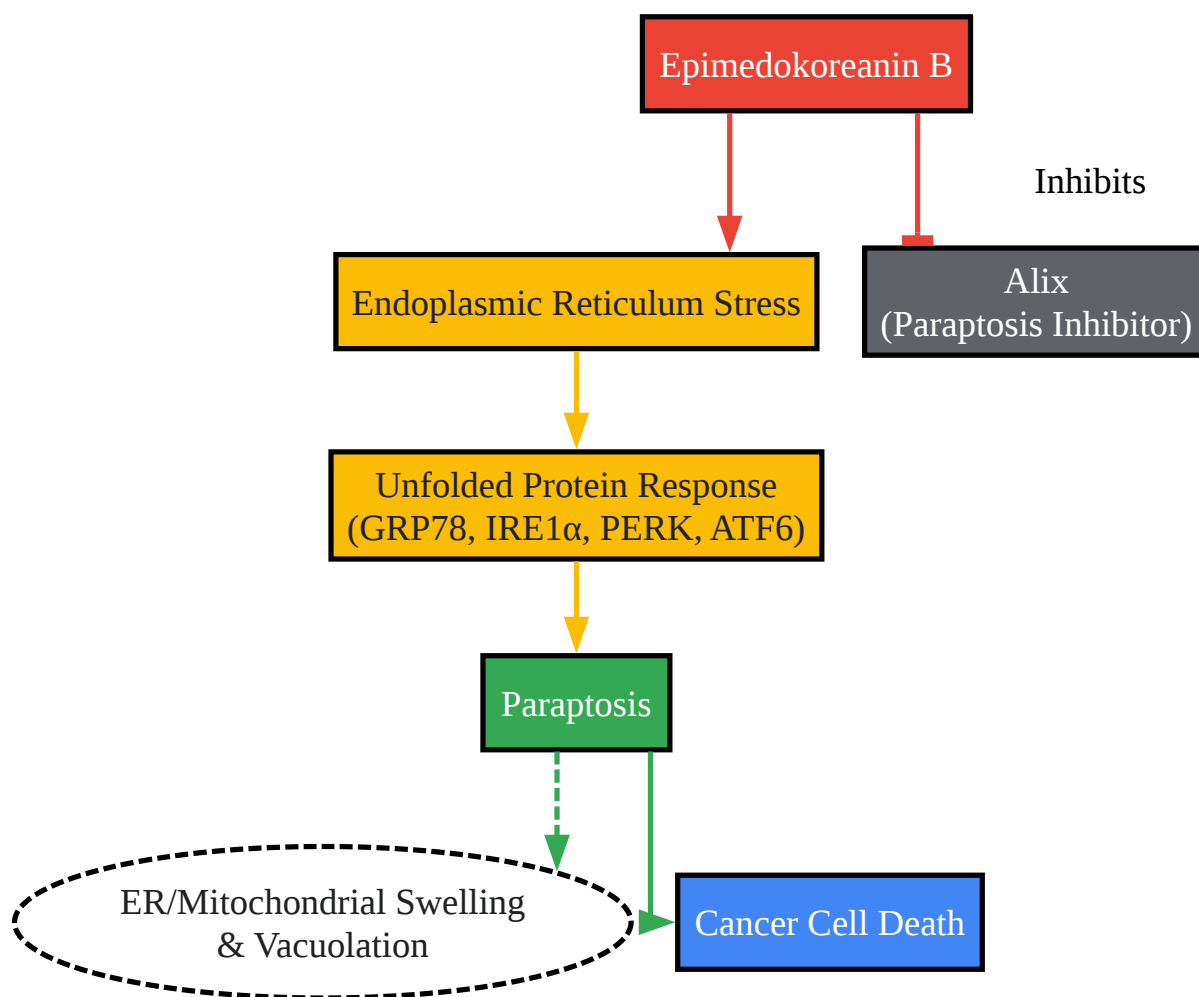 Epimedokoreanin B
Inhibits
Endoplasmic Reticulum Stress
Alix
(Paraptosis Inhibitor)
Unfolded Protein Response
(GRP78, IRE1α, PERK, ATF6)
Paraptosis
ER/Mitochondrial Swelling
& Vacuolation
Cancer Cell Death